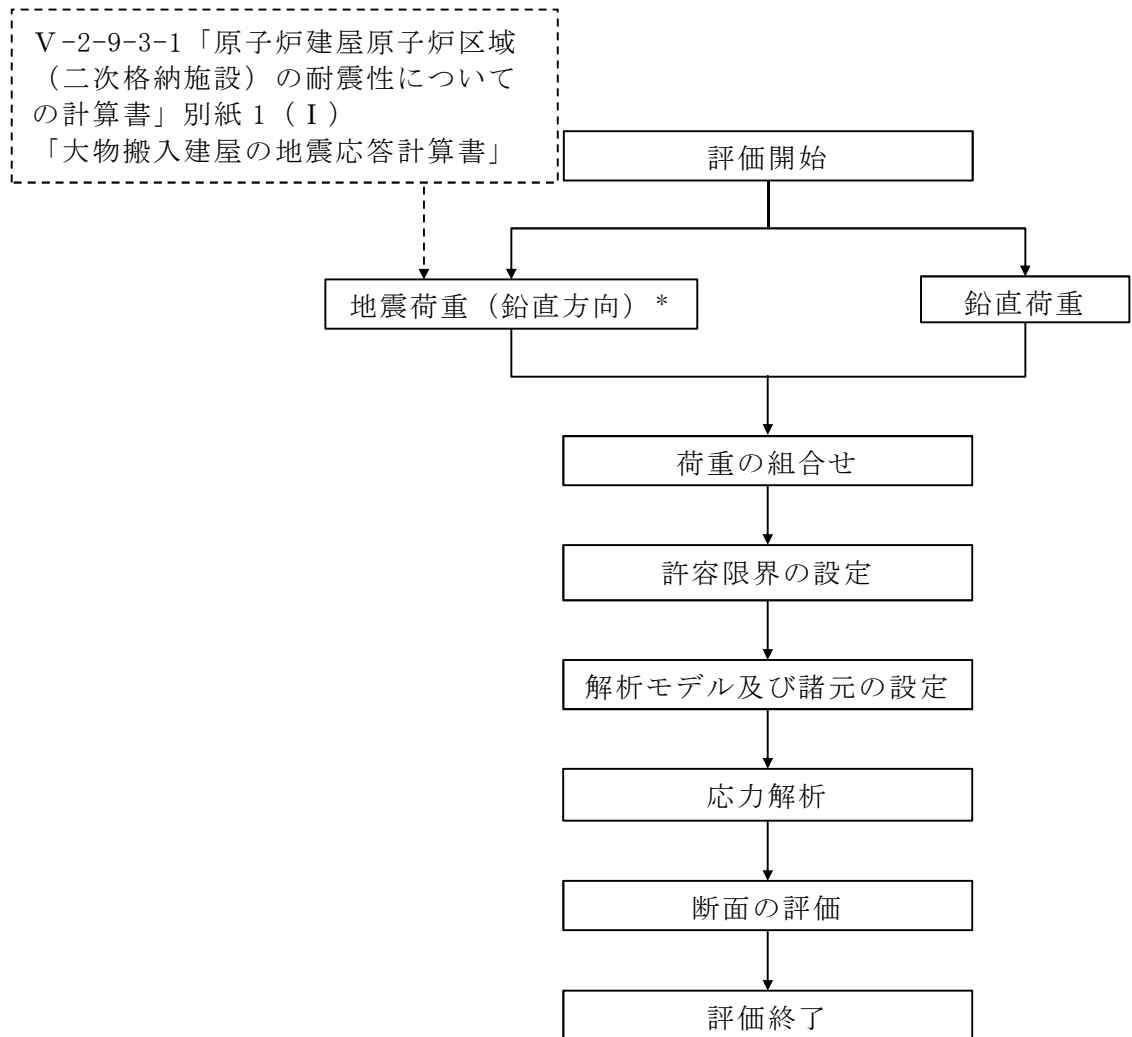 Ⅴ-2-9-3-1「原子炉建屋原子炉区域
（二次格納施設）の耐震性について
の計算書」別紙 1（Ⅰ）
「大物搬入建屋の地震応答計算書」
評価開始
地震荷重（鉛直方向）*
鉛直荷重
荷重の組合せ
許容限界の設定
解析モデル及び諸元の設定
応力解析
断面の評価
評価終了